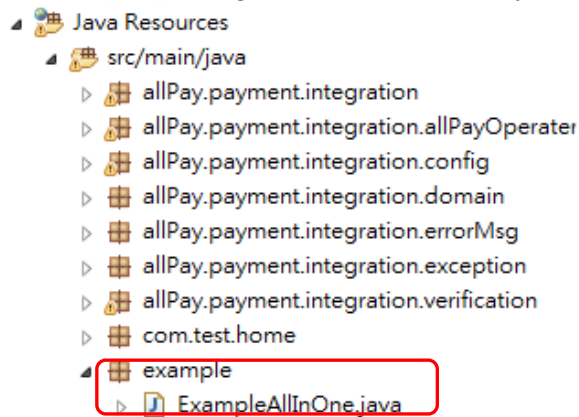 Java Resources
src/main/java
allPay.payment.integration
allPay.payment.integration.allPayOperater
allPay.payment.integration.config
allPay.payment.integration.domain
allPay.payment.integration.errorMsg
allPay.payment.integration.exception
allPay.payment.integration.verification
com.test.home
example
ExampleAllInOne.java